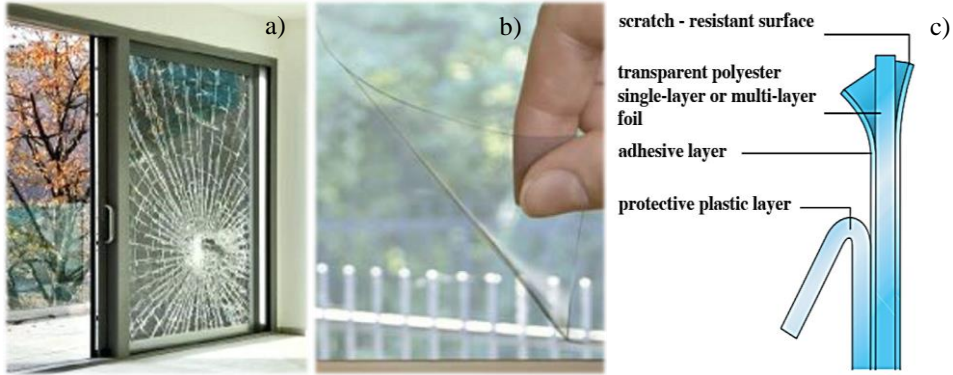 a)
b)
c)
scratch - resistant surface
transparent polyester
single-layer or multi-layer
foil
adhesive layer
protective plastic layer